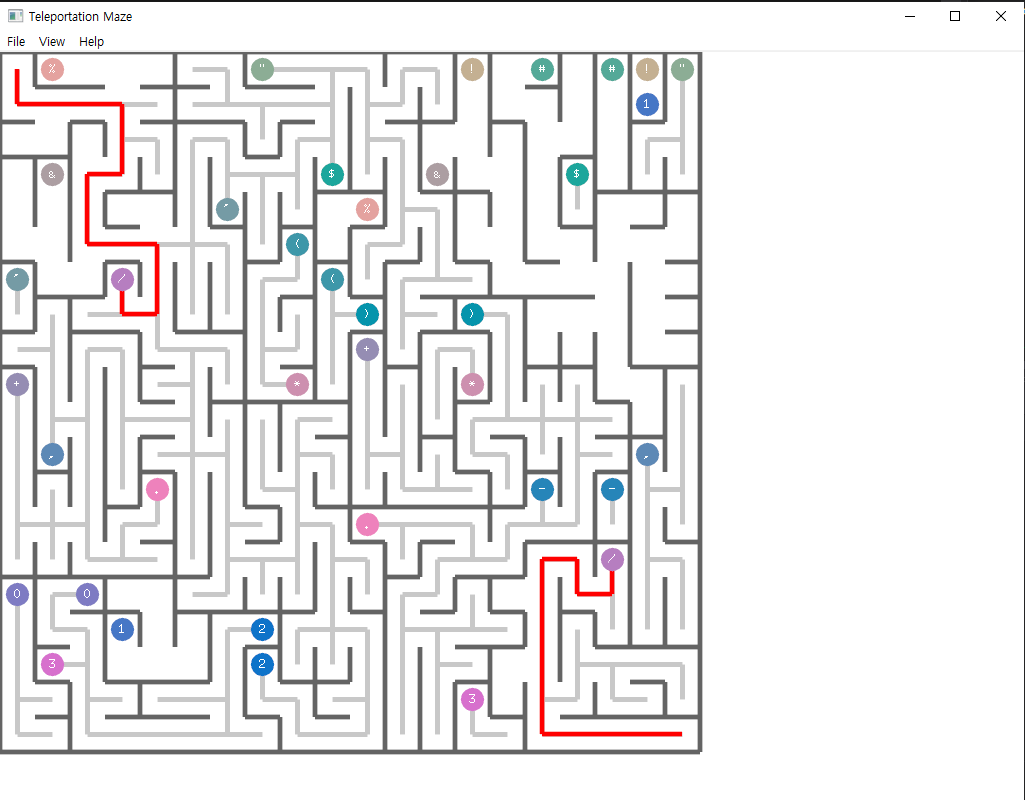 Teleportation Maze
File View Help
% " ! # # ! "
1
& $ & $
' %
(
' / (
) )
+
+ * *
, ,
. - -
.
/
0 0
1 2
3 2
3